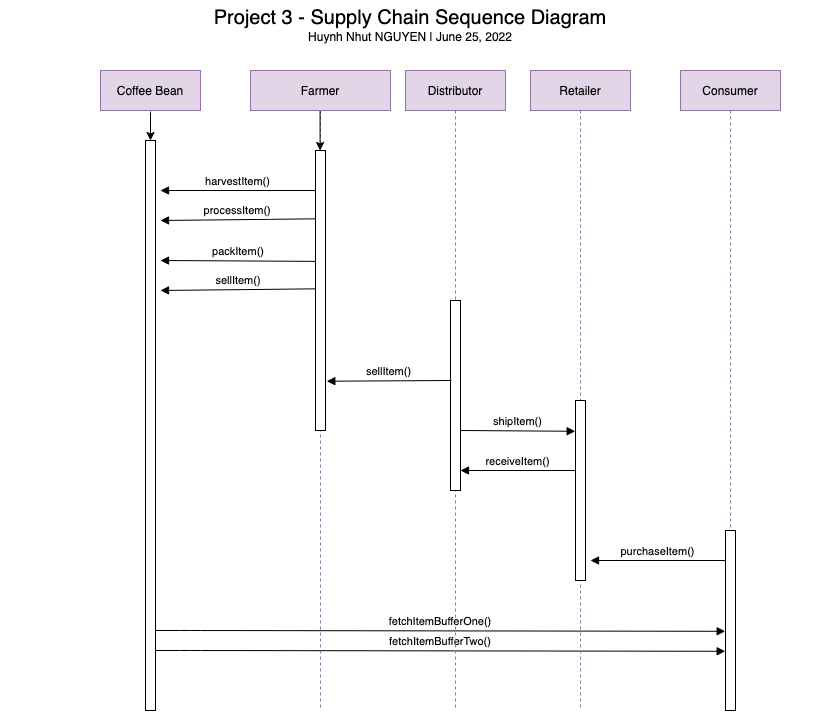 Project 3 - Supply Chain Sequence Diagram
Huynh Nhut NGUYEN | June 25, 2022
Coffee Bean
Farmer
Distributor
Retailer
Consumer
harvestItem()
processItem()
packItem()
sellItem()
sellItem()
shipItem()
receiveItem()
purchaseItem()
fetchItemBufferOne()
fetchItemBufferTwo()